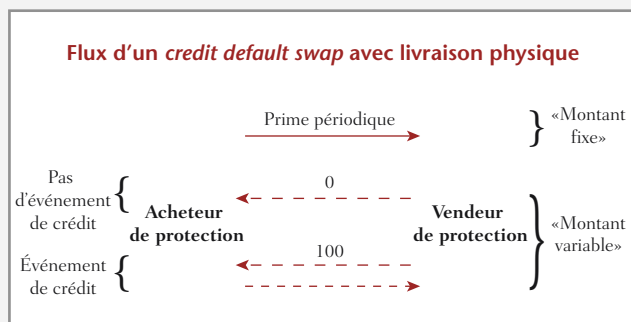 Flux d'un credit default swap avec livraison physique
Prime périodique
«Montant
fixe»
Pas
d'événement
de crédit
0
Acheteur
de protection
Vendeur
de protection
«Montant
variable»
Événement
de crédit
100